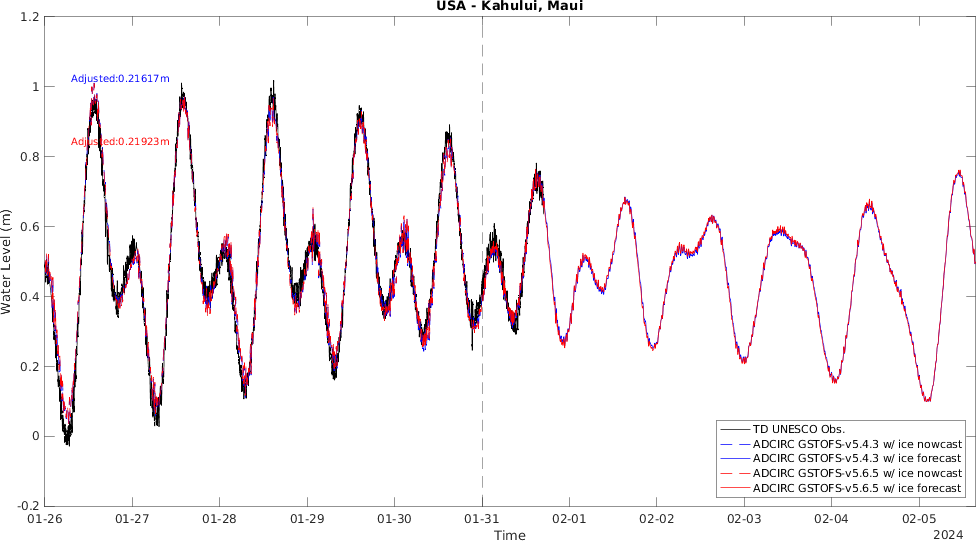 USA - Kahului, Maui
1.2
1
0.8
0.6
0.4
0.2
0
-0.2
Water Level (m)
Adjusted:0.21617m
Adjusted:0.21923m
TD UNESCO Obs.
ADCIRC GSTOFS-v5.4.3 w/ ice nowcast
ADCIRC GSTOFS-v5.4.3 w/ ice forecast
ADCIRC GSTOFS-v5.6.5 w/ ice nowcast
ADCIRC GSTOFS-v5.6.5 w/ ice forecast
01-26 01-27 01-28 01-29 01-30 01-31 02-01 02-02 02-03 02-04 02-05
Time
2024